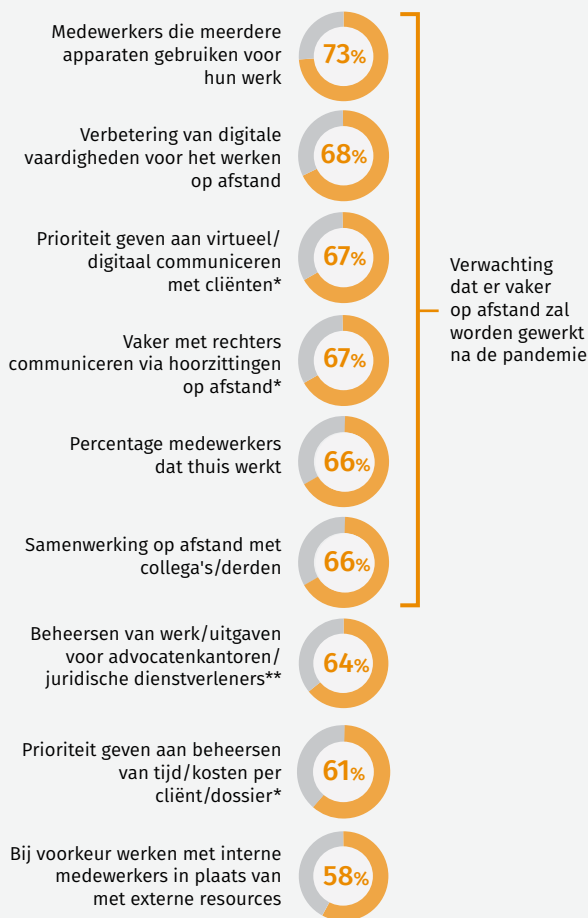 Medewerkers die meerdere
apparaten gebruiken voor
hun werk
73%
Verbetering van digitale
vaardigheden voor het werken
op afstand
68%
Prioriteit geven aan virtueel/
digitaal communiceren
met cliënten*
67%
Vaker met rechters
communiceren via hoorzittingen
op afstand*
67%
Percentage medewerkers
dat thuis werkt
66%
Samenwerking op afstand met
collega's/derden
66%
Verwachting
dat er vaker
op afstand zal
worden gewerkt
na de pandemie
Beheersen van werk/uitgaven
voor advocatenkantoren/
juridische dienstverleners**
64%
Prioriteit geven aan beheersen
van tijd/kosten per
cliënt/dossier*
61%
Bij voorkeur werken met interne
medewerkers in plaats van
met externe resources
58%